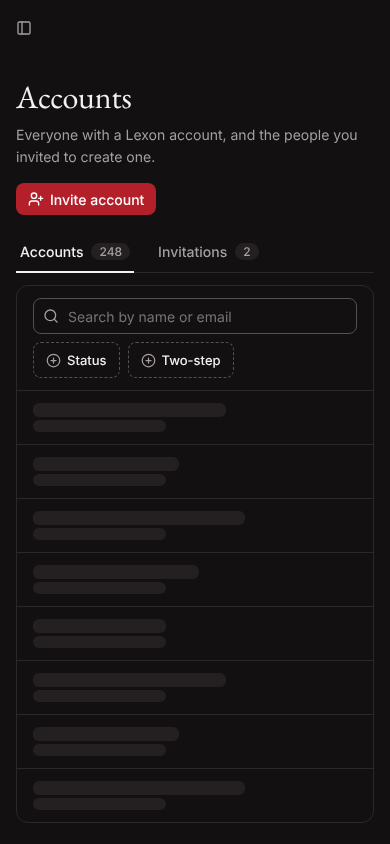 Accounts
Everyone with a Lexon account, and the people you
invited to create one.
Invite account
Accounts 248 Invitations 2
Search by name or email
Status Two-step